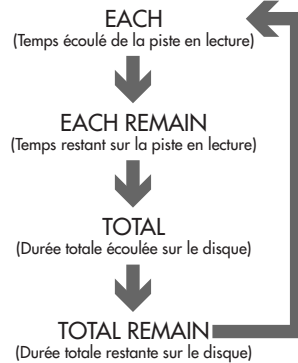 EACH
(Temps écoulé de la piste en lecture)
EACH REMAIN
(Temps restant sur la piste en lecture)
TOTAL
(Durée totale écoulée sur le disque)
TOTAL REMAIN
(Durée totale restante sur le disque)